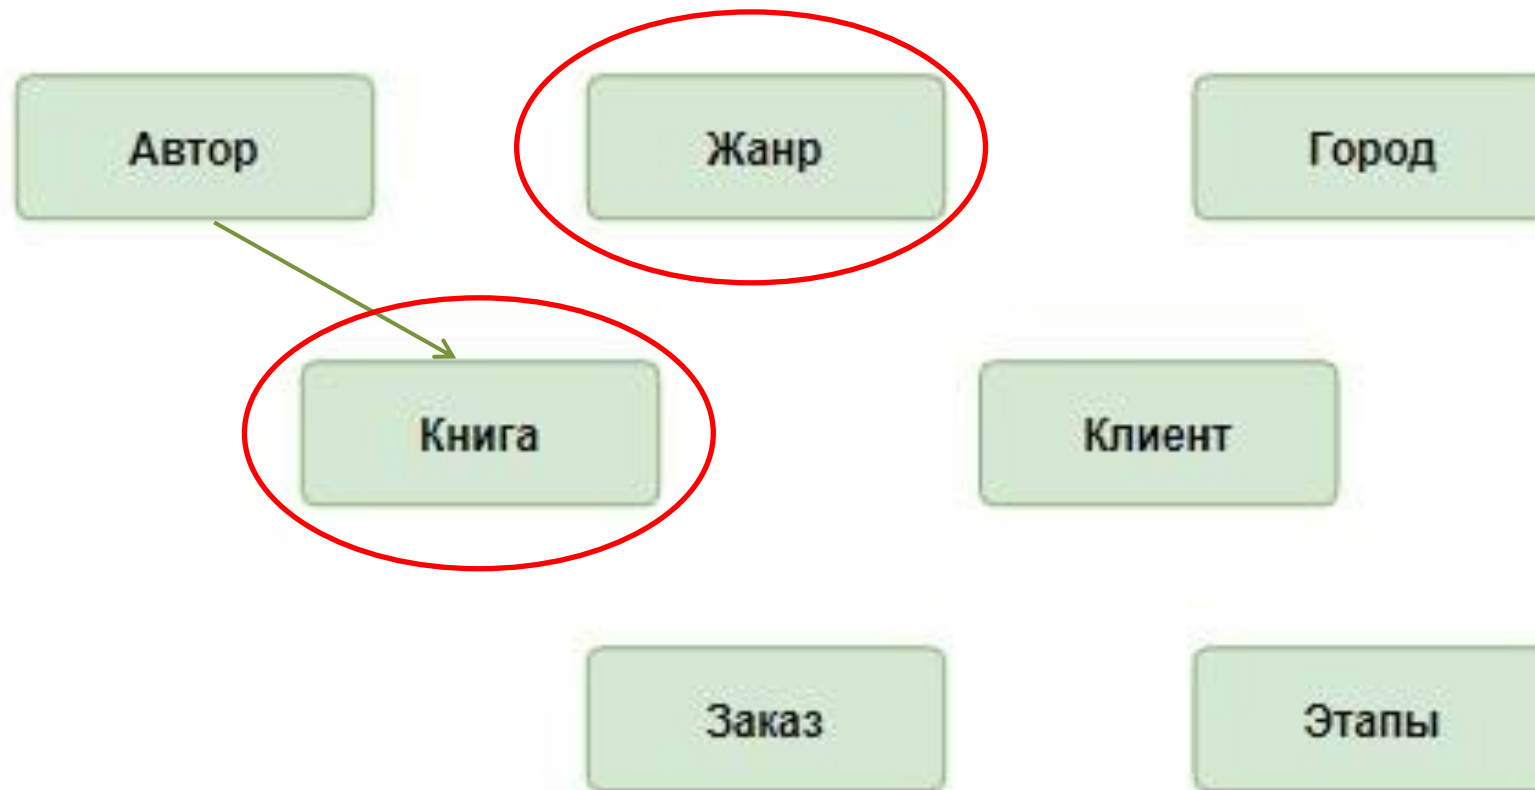 Автор
Жанр
Город
Книга
Клиент
Заказ
Этапы